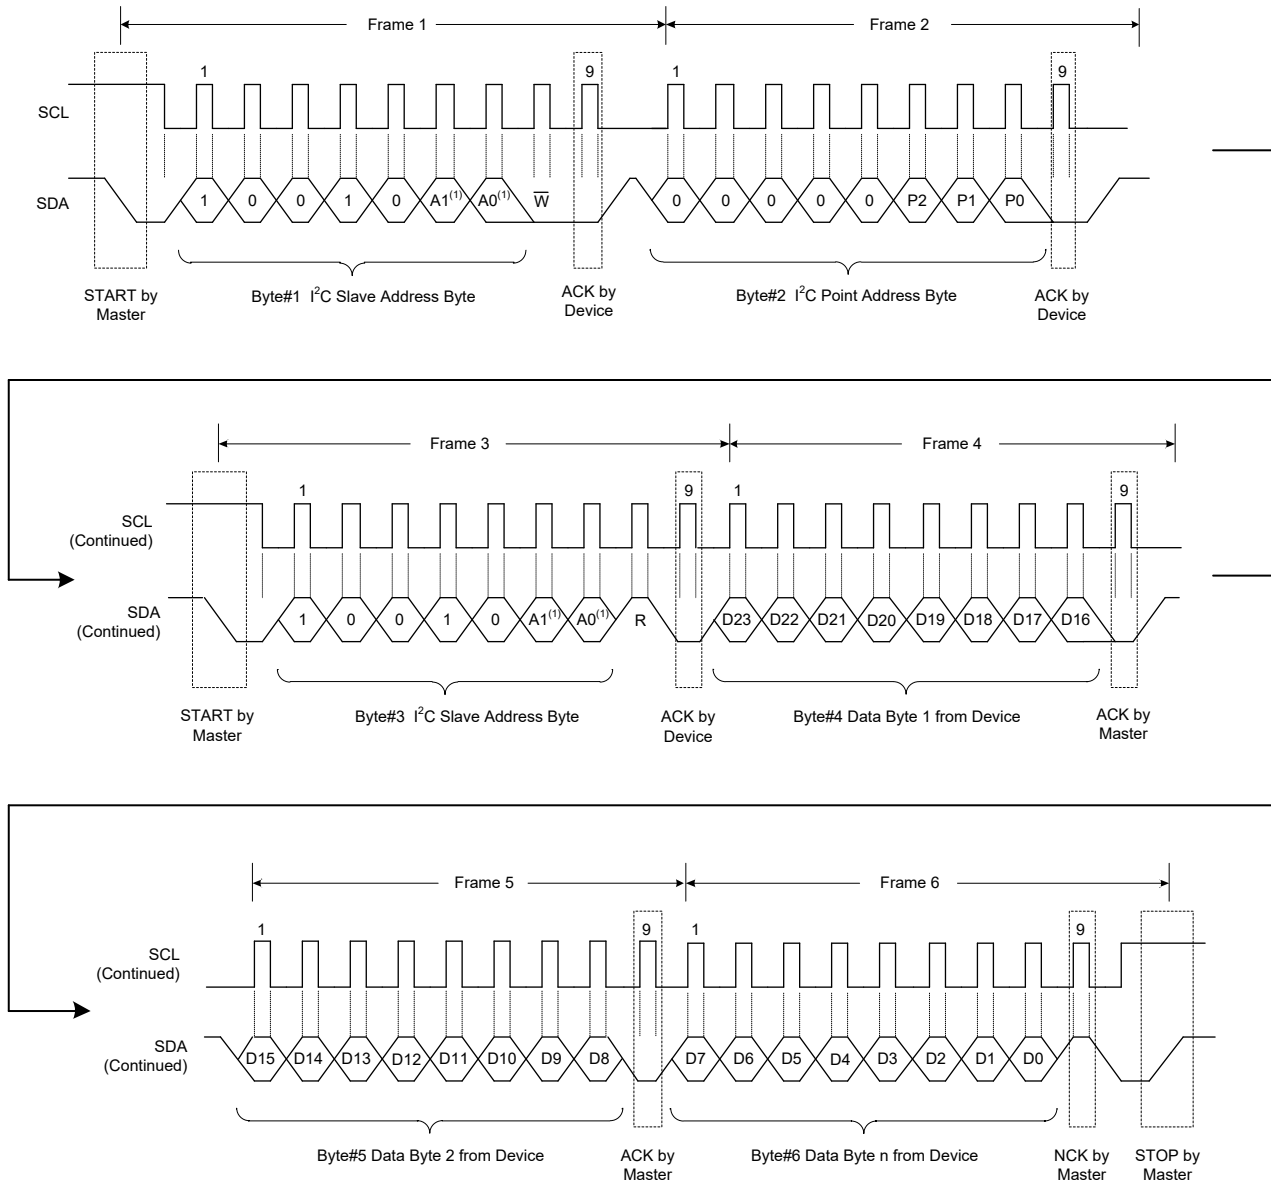 Frame 1 Frame 2
1 9 1 9
SCL
SDA 1 0 0 1 0 A1(1) A0(1) W̅ 0 0 0 0 0 P2 P1 P0
START by Master
Byte#1 I²C Slave Address Byte
ACK by Device
Byte#2 I²C Point Address Byte
ACK by Device
Frame 3 Frame 4
1 9 1 9
SCL (Continued)
SDA (Continued) 1 0 0 1 0 A1(1) A0(1) R D23 D22 D21 D20 D19 D18 D17 D16
START by Master
Byte#3 I²C Slave Address Byte
ACK by Device
Byte#4 Data Byte 1 from Device
ACK by Master
Frame 5 Frame 6
1 9 1 9
SCL (Continued)
SDA (Continued) D15 D14 D13 D12 D11 D10 D9 D8 D7 D6 D5 D4 D3 D2 D1 D0
Byte#5 Data Byte 2 from Device
ACK by Master
Byte#6 Data Byte n from Device
NCK by Master
STOP by Master